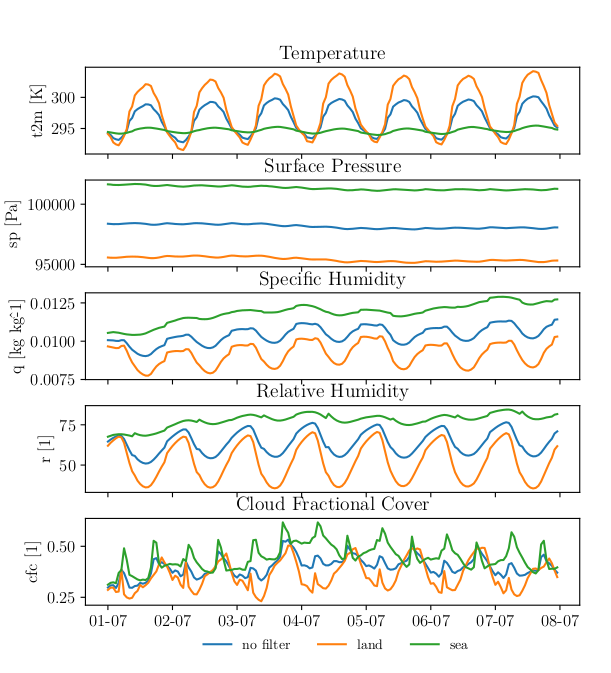 Temperature
t2m [K]
300
295
Surface Pressure
sp [Pa]
100000
95000
Specific Humidity
q [kg kg^-1]
0.0125
0.0100
0.0075
Relative Humidity
r [1]
75
50
Cloud Fractional Cover
cfc [1]
0.50
0.25
01-07 02-07 03-07 04-07 05-07 06-07 07-07 08-07
no filter land sea